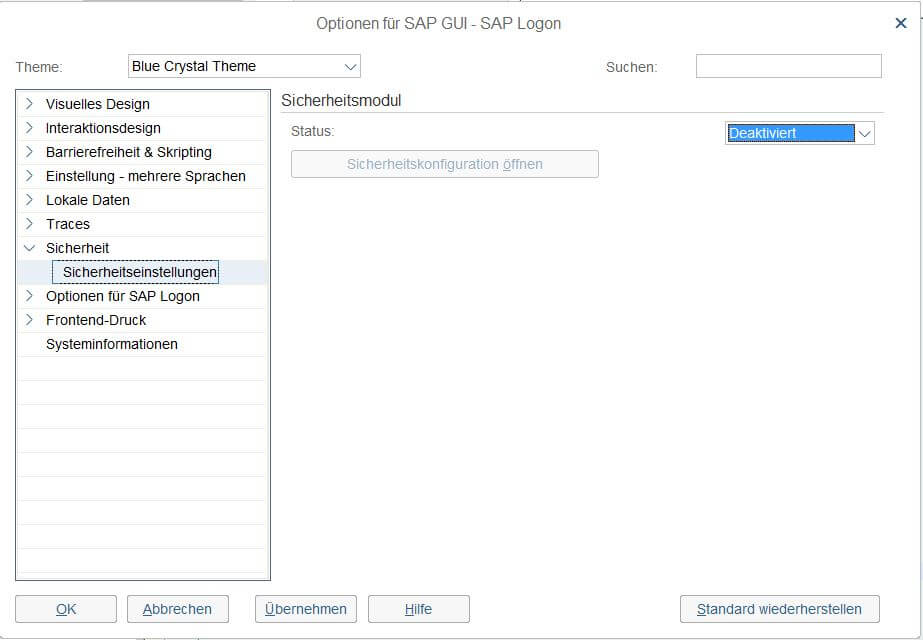 Optionen für SAP GUI - SAP Logon
Theme: Blue Crystal Theme Suchen:
Visuelles Design
Interaktionsdesign
Barrierefreiheit & Skripting
Einstellung - mehrere Sprachen
Lokale Daten
Traces
Sicherheit
Sicherheitseinstellungen
Optionen für SAP Logon
Frontend-Druck
Systeminformationen
Sicherheitsmodul
Status: Deaktiviert
Sicherheitskonfiguration öffnen
OK Abbrechen Übernehmen Hilfe Standard wiederherstellen